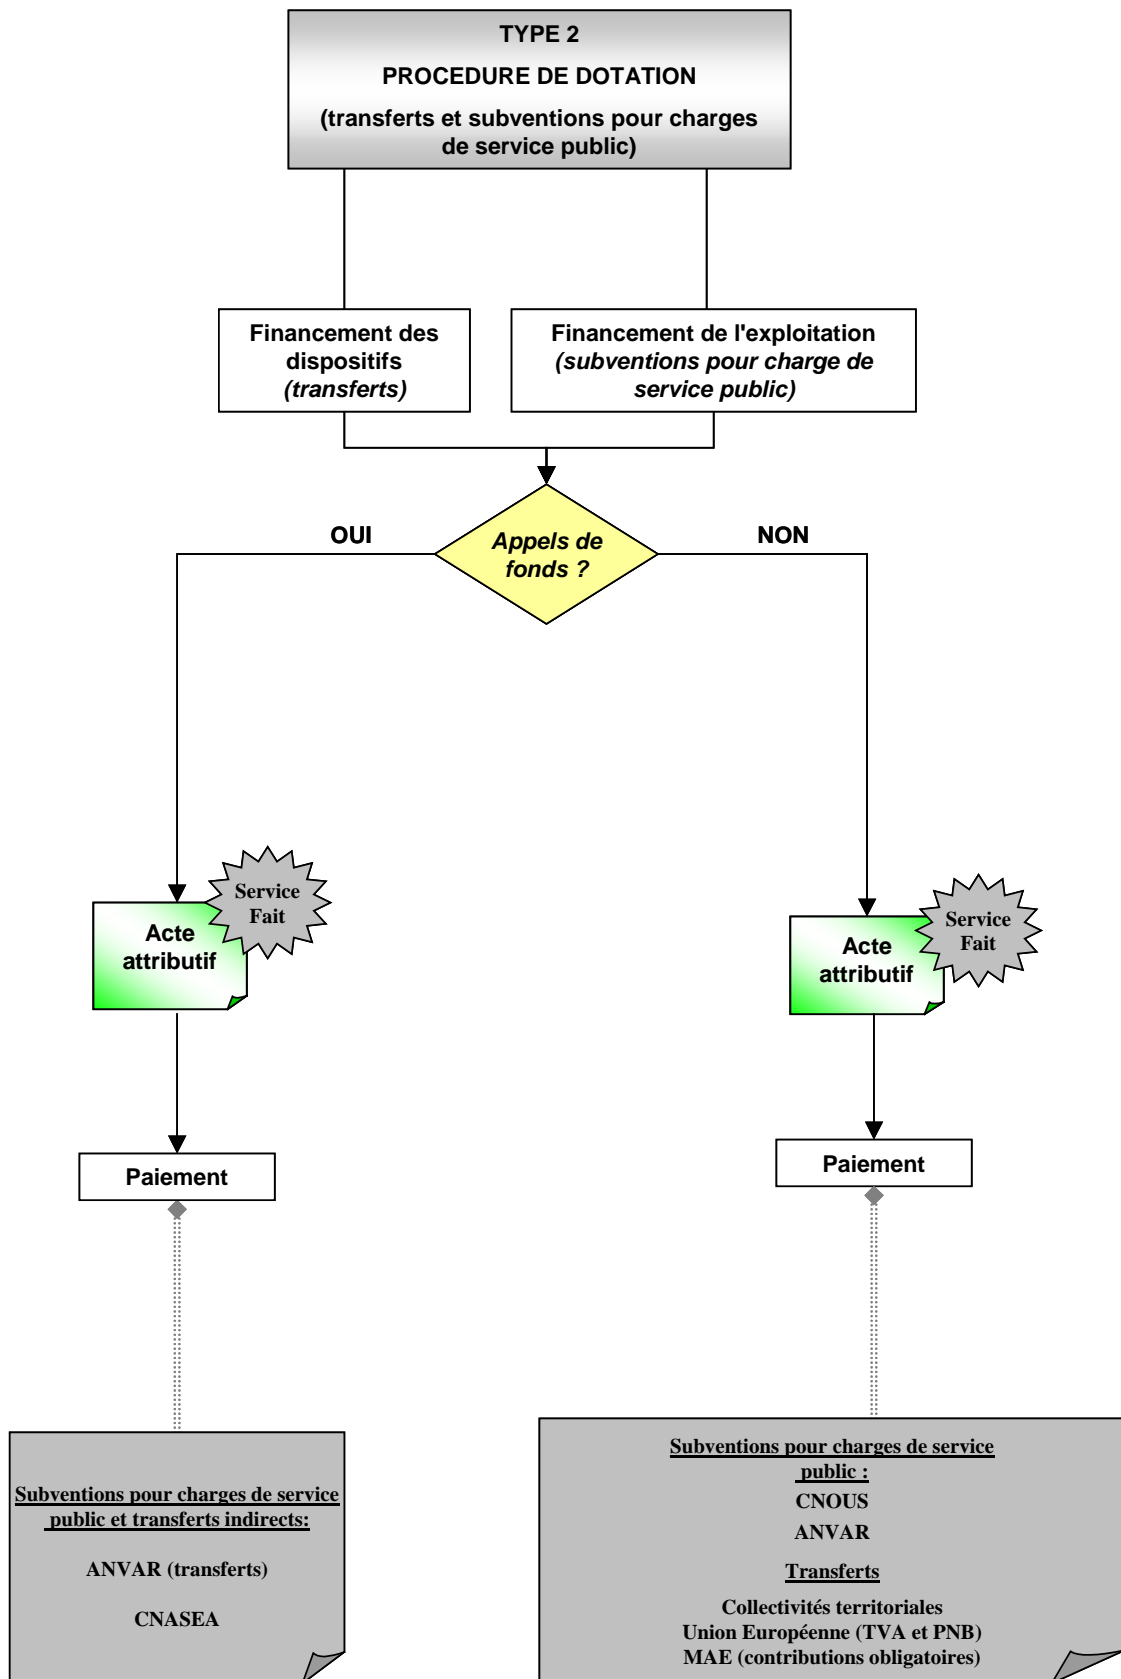 TYPE 2
PROCEDURE DE DOTATION
(transferts et subventions pour charges
de service public)
Financement des
dispositifs
(transferts)
Financement de l'exploitation
(subventions pour charge de
service public)
OUI
Appels de
fonds ?
NON
Service
Fait
Acte
attributif
Service
Fait
Acte
attributif
Paiement
Paiement
Subventions pour charges de service
public et transferts indirects:
ANVAR (transferts)
CNASEA
Subventions pour charges de service
public :
CNOUS
ANVAR
Transferts
Collectivités territoriales
Union Européenne (TVA et PNB)
MAE (contributions obligatoires)